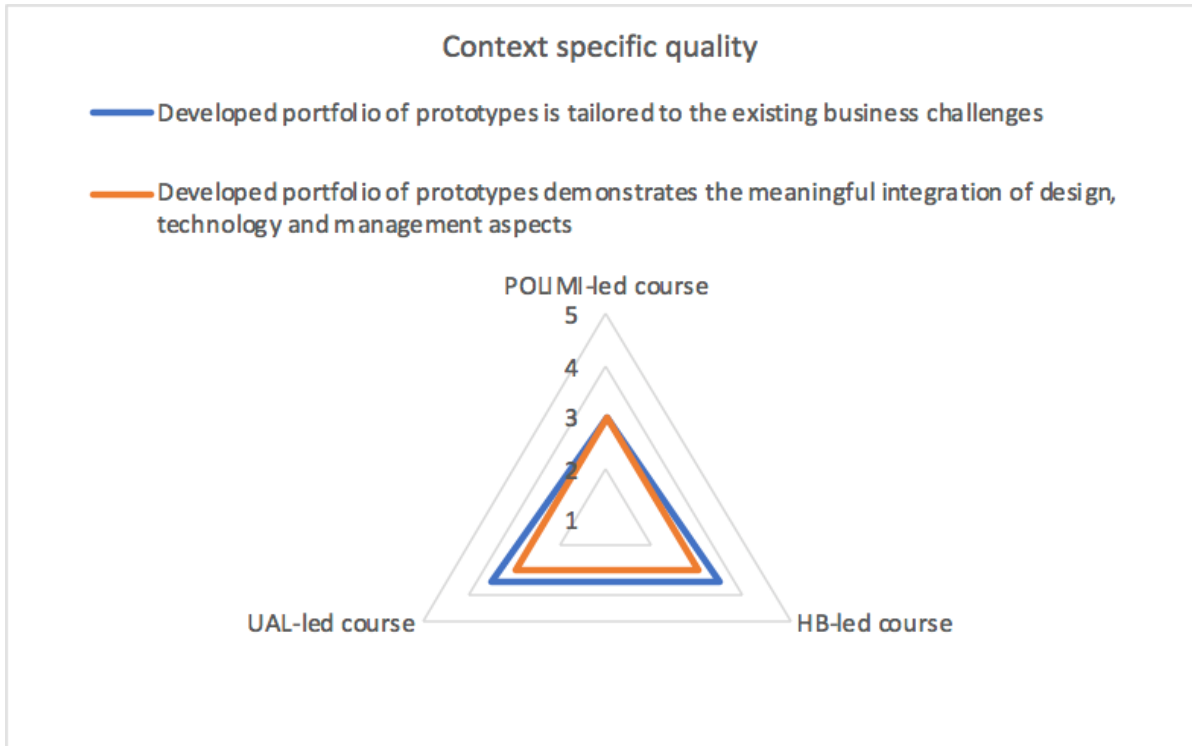 Context specific quality
Developed portfolio of prototypes is tailored to the existing business challenges
Developed portfolio of prototypes demonstrates the meaningful integration of design,
technology and management aspects
POLIMI-led course
5
4
3
2
1
UAL-led course
HB-led course